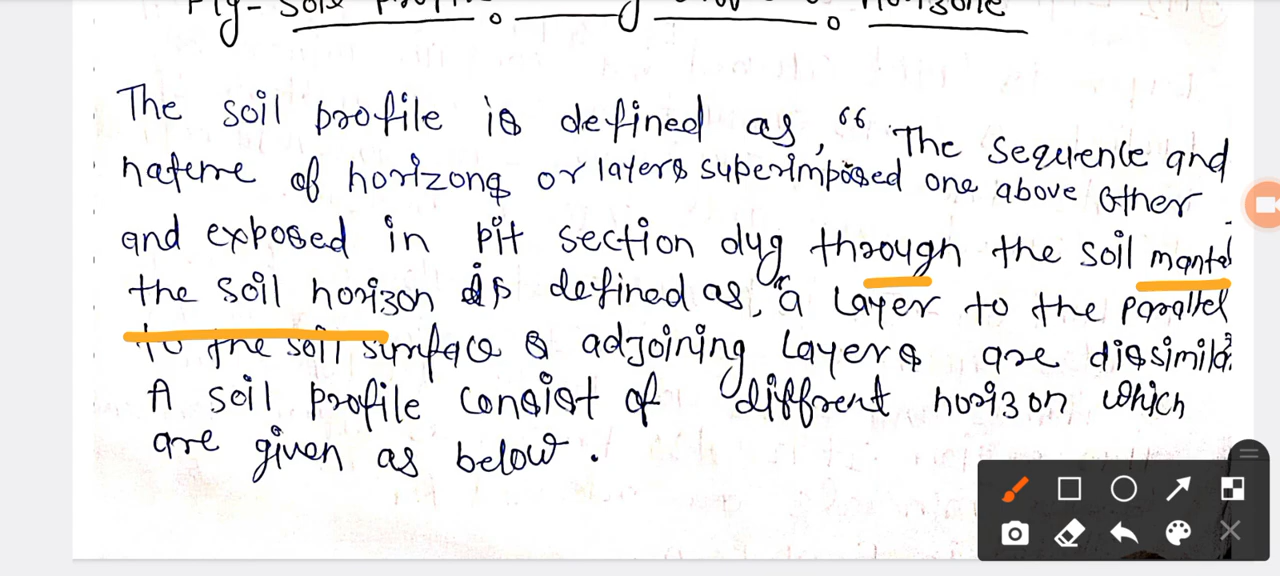 Fig- Soil Profile
The soil profile is defined as, “ The Sequence and
nature of horizons or layers superimposed one above other
and exposed in pit section dug through the soil mantel
the soil horizon is defined as, "a layer to the parallel
to the soil surface & adjoining layers are dissimilar.
A soil profile consist of diffrent horizon which
are given as below.